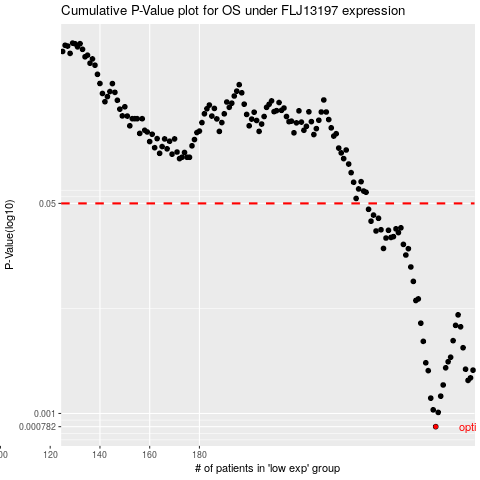 Cumulative P-Value plot for OS under FLJ13197 expression
P-Value(log10)
0.05
0.001
0.000782
opti
00
120
140
160
180
# of patients in 'low exp' group